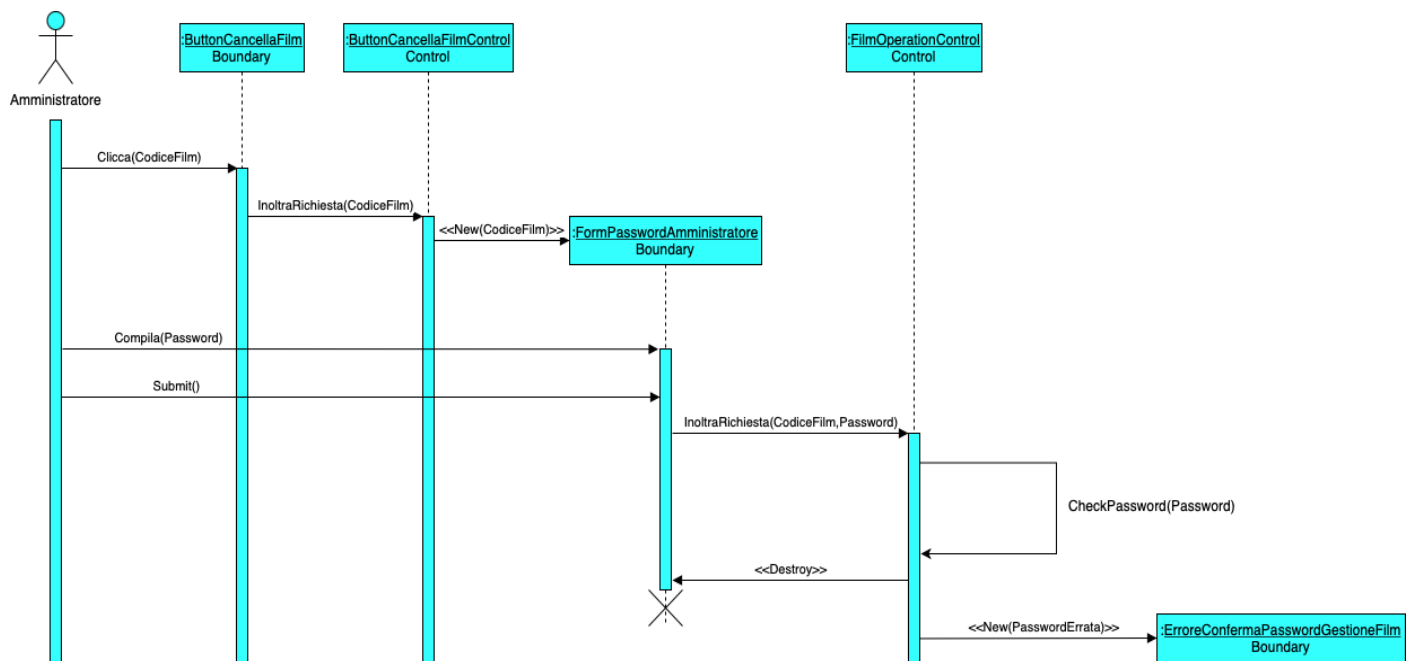 :ButtonCancellaFilm
Boundary
:ButtonCancellaFilmControl
Control
:FilmOperationControl
Control
Amministratore
Clicca(CodiceFilm)
InoltraRichiesta(CodiceFilm)
<<New(CodiceFilm)>>
:FormPasswordAmministratore
Boundary
Compila(Password)
Submit()
InoltraRichiesta(CodiceFilm,Password)
CheckPassword(Password)
<<Destroy>>
<<New(PasswordErrata)>>
:ErroreConfermaPasswordGestioneFilm
Boundary